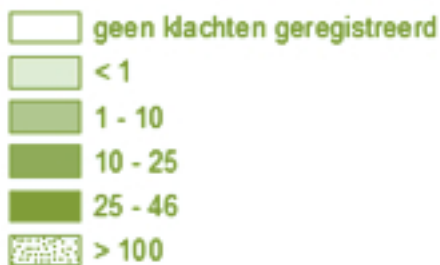 geen klachten geregistreerd
< 1
1 - 10
10 - 25
25 - 46
> 100